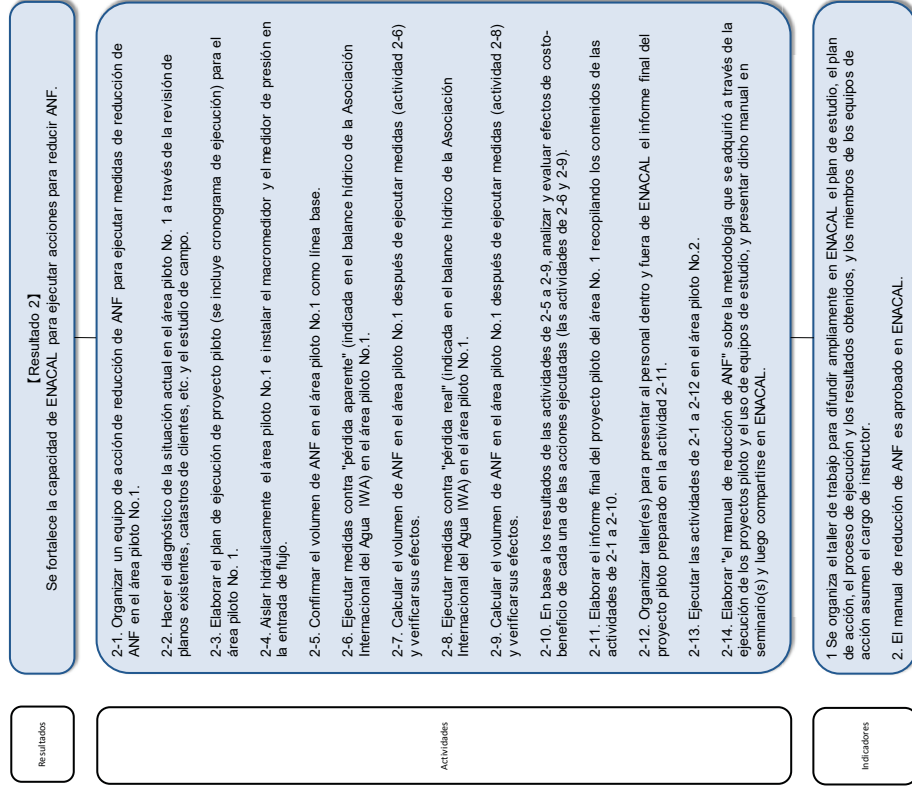 Resultados
【Resultado 2】
Se fortalece la capacidad de ENACAL para ejecutar acciones para reducir ANF.
Actividades
2-1. Organizar un equipo de acción de reducción de ANF para ejecutar medidas de reducción de
ANF en el área piloto No.1.
2-2. Hacer el diagnóstico de la situación actual en el área piloto No. 1 a través de la revisión de
planos existentes, catastros de clientes, etc. y el estudio de campo.
2-3. Elaborar el plan de ejecución de proyecto piloto (se incluye cronograma de ejecución) para el
área piloto No. 1.
2-4. Aislar hidráulicamente el área piloto No.1 e instalar el macromedidor y el medidor de presión en
la entrada de flujo.
2-5. Confirmar el volumen de ANF en el área piloto No.1 como línea base.
2-6. Ejecutar medidas contra "pérdida aparente" (indicada en el balance hídrico de la Asociación
Internacional del Agua IWA) en el área piloto No.1.
2-7. Calcular el volumen de ANF en el área piloto No.1 después de ejecutar medidas (actividad 2-6)
y verificar sus efectos.
2-8. Ejecutar medidas contra "pérdida real" (indicada en el balance hídrico de la Asociación
Internacional del Agua IWA) en el área piloto No.1.
2-9. Calcular el volumen de ANF en el área piloto No.1 después de ejecutar medidas (actividad 2-8)
y verificar sus efectos.
2-10. En base a los resultados de las actividades de 2-5 a 2-9, analizar y evaluar efectos de costo-
beneficio de cada una de las acciones ejecutadas (las actividades de 2-6 y 2-9).
2-11. Elaborar el informe final del proyecto piloto del área No. 1 recopilando los contenidos de las
actividades de 2-1 a 2-10.
2-12. Organizar taller(es) para presentar al personal dentro y fuera de ENACAL el informe final del
proyecto piloto preparado en la actividad 2-11.
2-13. Ejecutar las actividades de 2-1 a 2-12 en el área piloto No.2.
2-14. Elaborar "el manual de reducción de ANF" sobre la metodología que se adquirió a través de la
ejecución de los proyectos piloto y el uso de equipos de estudio, y presentar dicho manual en
seminario(s) y luego compartirse en ENACAL.
Indicadores
1 Se organiza el taller de trabajo para difundir ampliamente en ENACAL el plan de estudio, el plan
de acción, el proceso de ejecución y los resultados obtenidos, y los miembros de los equipos de
acción asumen el cargo de instructor.
2. El manual de reducción de ANF es aprobado en ENACAL.